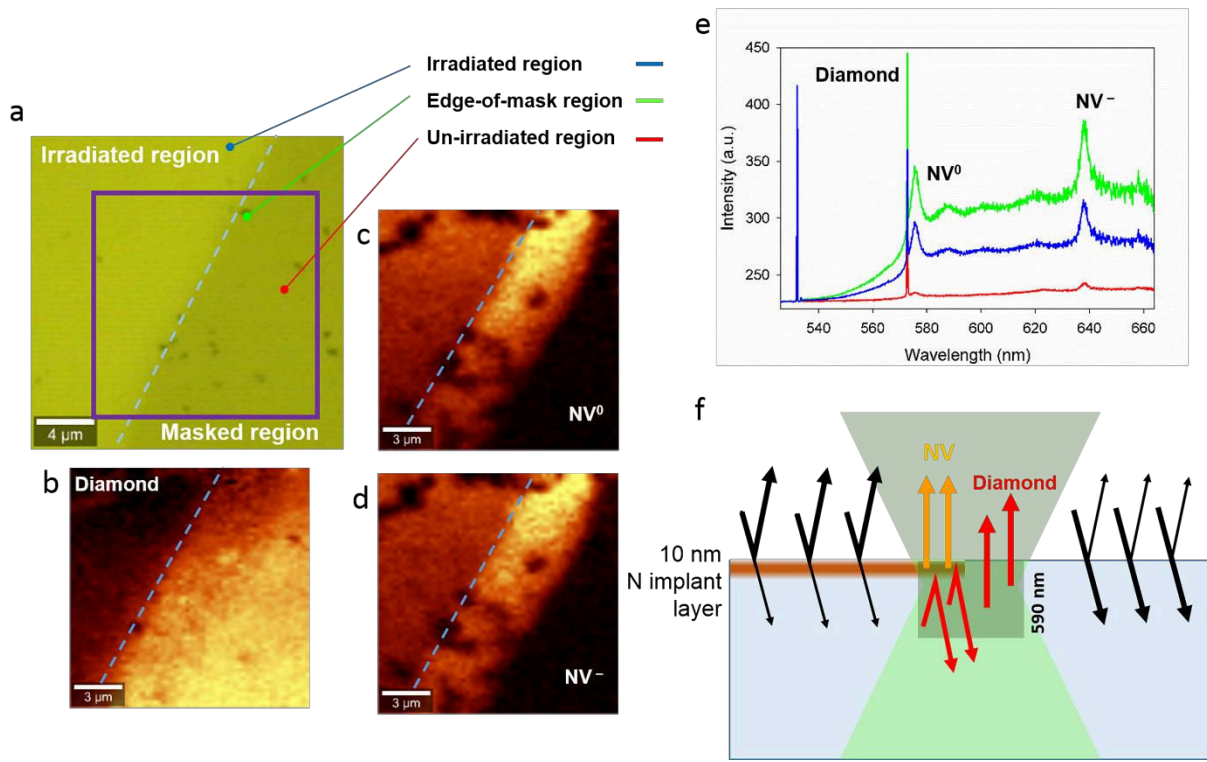 a
Irradiated region
Edge-of-mask region
Un-irradiated region
Irradiated region
Masked region
4 µm
b
Diamond
3 µm
c
NV⁰
3 µm
d
NV⁻
3 µm
e
450
400
350
300
250
Intensity (a.u.)
Diamond
NV⁰
NV⁻
540
560
580
600
620
640
660
Wavelength (nm)
f
NV
Diamond
10 nm
N implant
layer
590 nm